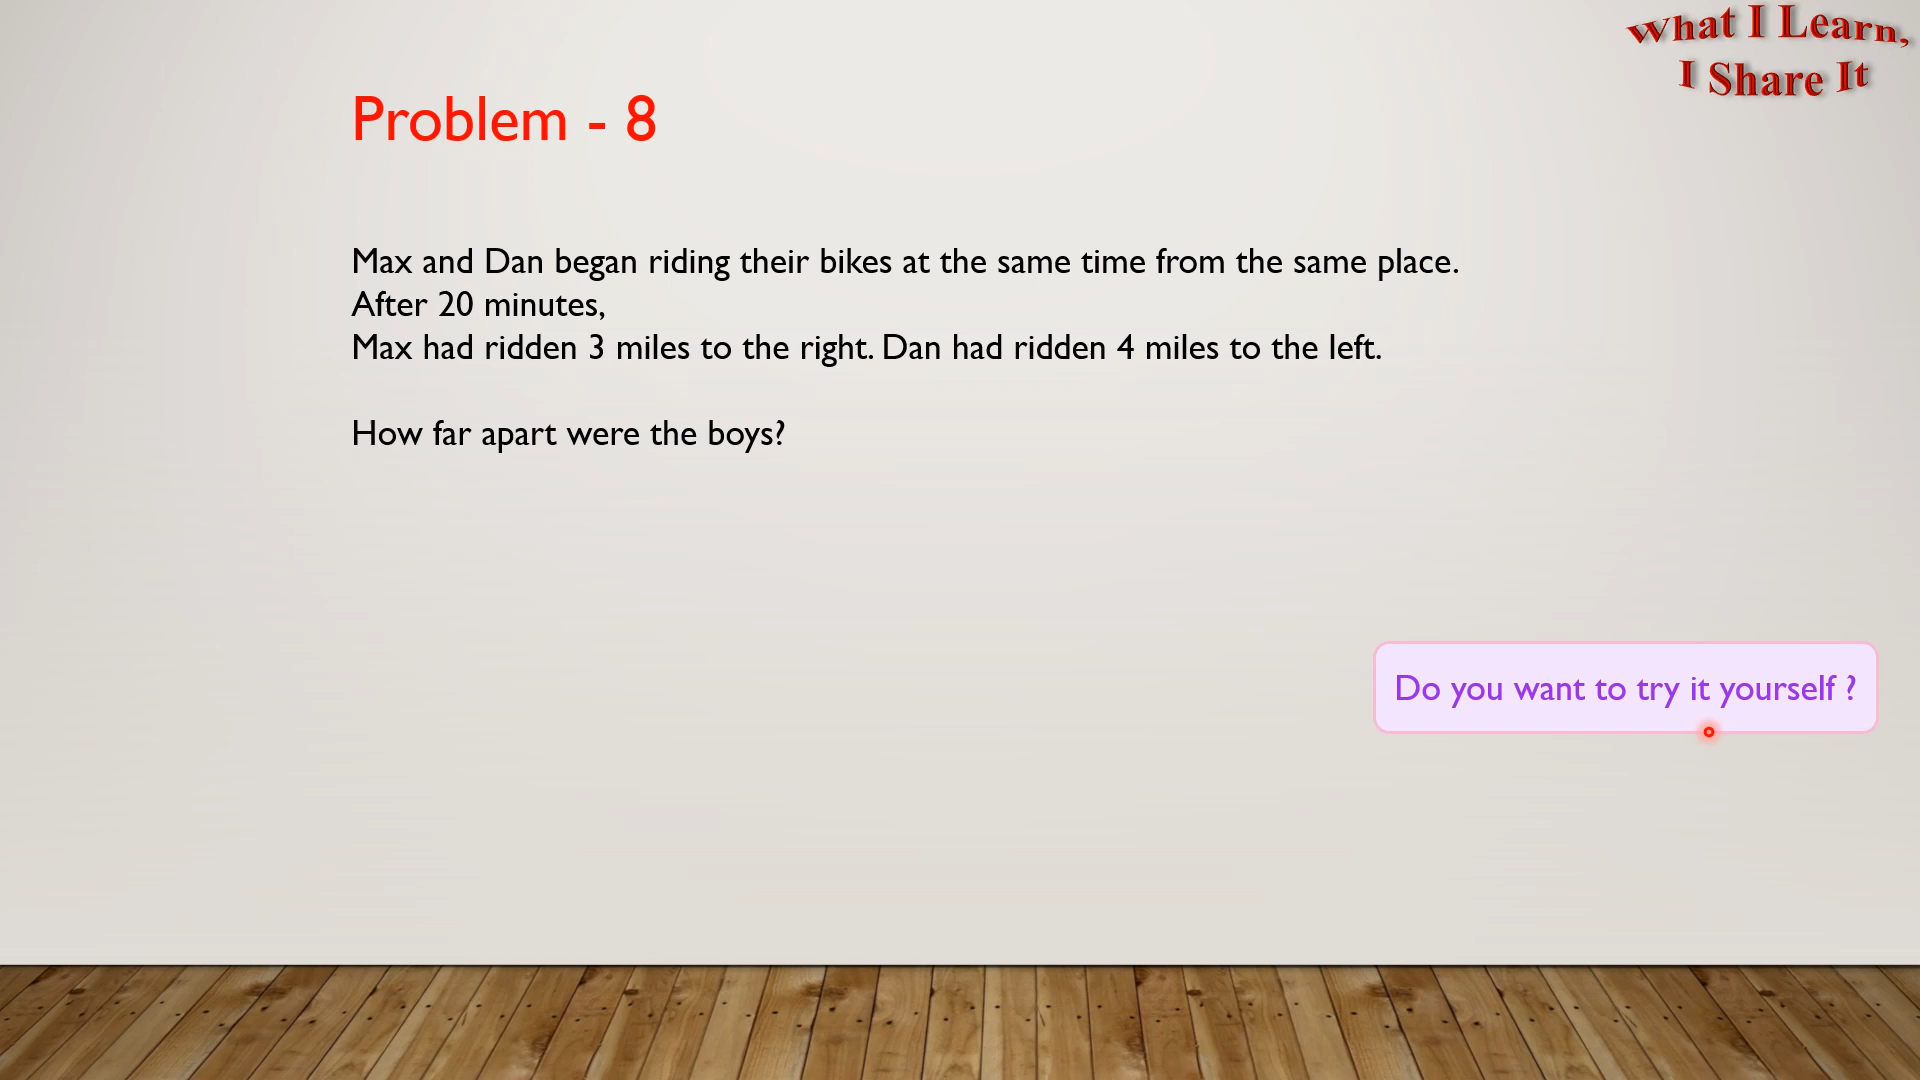 What I Learn,
I Share It
Problem - 8
Max and Dan began riding their bikes at the same time from the same place.
After 20 minutes,
Max had ridden 3 miles to the right. Dan had ridden 4 miles to the left.
How far apart were the boys?
Do you want to try it yourself ?